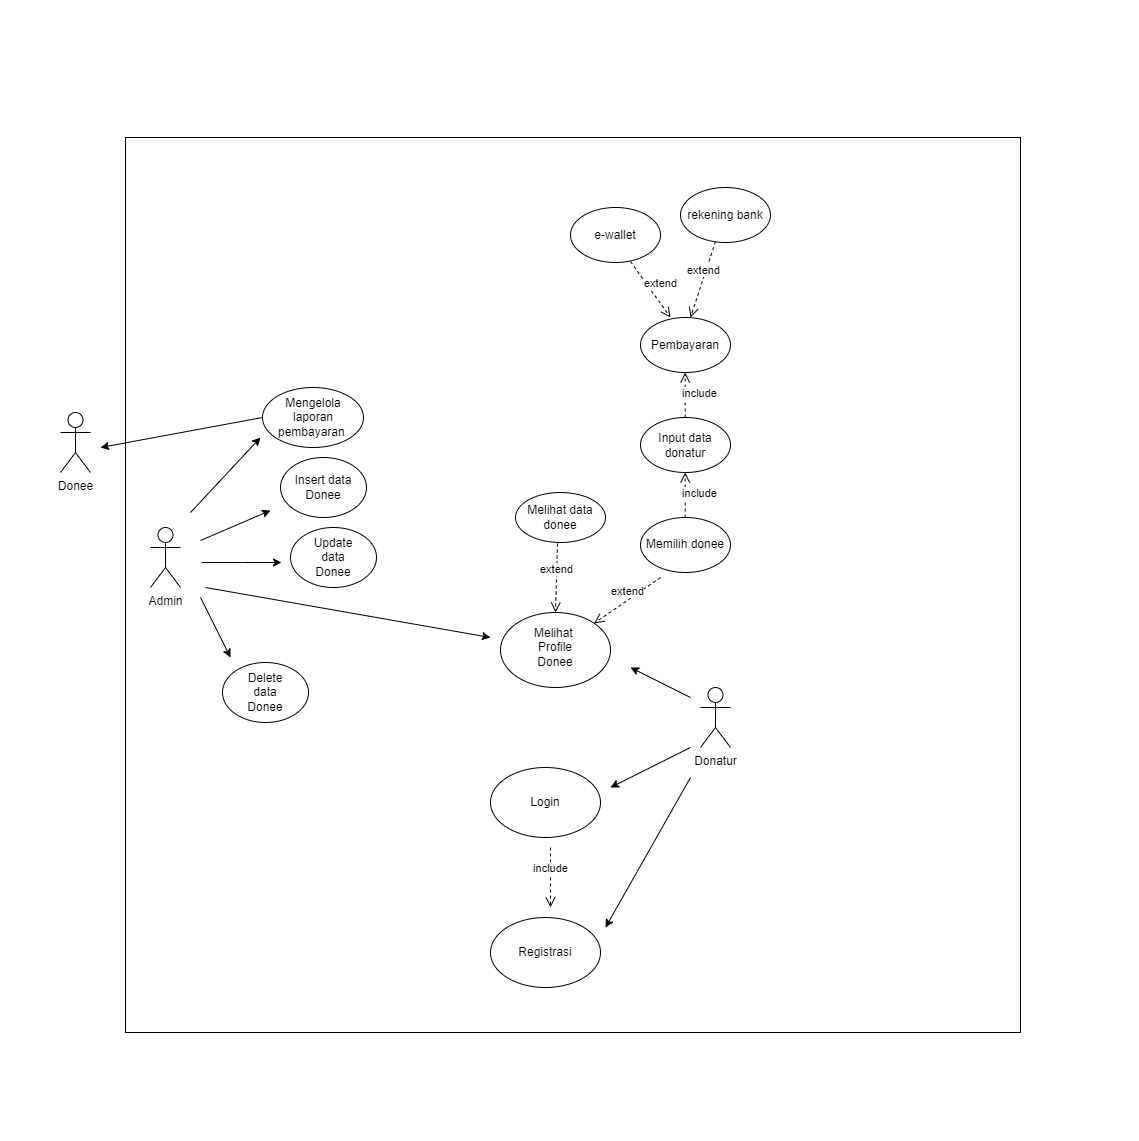 rekening bank
e-wallet
extend
extend
Pembayaran
include
Mengelola
laporan
pembayaran
Input data
donatur
Donee
Insert data
Donee
include
Melihat data
donee
Memilih donee
Update
data
Donee
extend
extend
Admin
Melihat
Profile
Donee
Delete
data
Donee
Donatur
Login
include
Registrasi